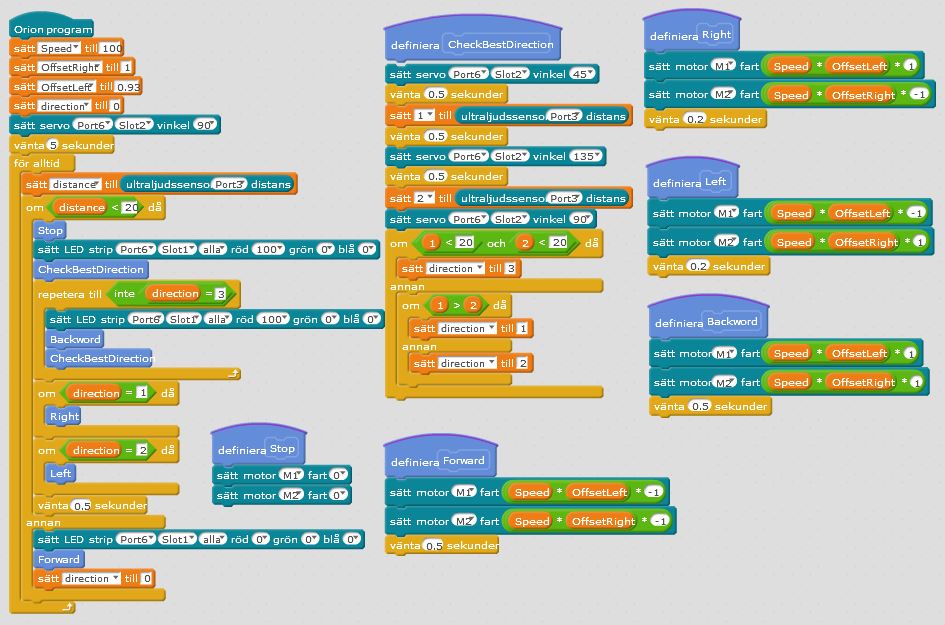 Orion program
sätt Speed till 100
sätt OffsetRight till 1
sätt OffsetLeft till 0.93
sätt direction till 0
sätt servo Port6 Slot2 vinkel 90
vänta 5 sekunder
för alltid
sätt distance till ultraljudssenso Port3 distans
om distance < 20 då
Stop
sätt LED strip Port6 Slot1 alla röd 100 grön 0 blå 0
CheckBestDirection
repetera till inte direction = 3
sätt LED strip Port6 Slot1 alla röd 100 grön 0 blå 0
Backword
CheckBestDirection
om direction = 1 då
Right
om direction = 2 då
Left
vänta 0.5 sekunder
annan
sätt LED strip Port6 Slot1 alla röd 0 grön 0 blå 0
Forward
sätt direction till 0
definiera Stop
sätt motor M1 fart 0
sätt motor M2 fart 0
definiera CheckBestDirection
sätt servo Port6 Slot2 vinkel 45
vänta 0.5 sekunder
sätt 1 till ultraljudssenso Port3 distans
vänta 0.5 sekunder
sätt servo Port6 Slot2 vinkel 135
vänta 0.5 sekunder
sätt 2 till ultraljudssenso Port3 distans
sätt servo Port6 Slot2 vinkel 90
om 1 < 20 och 2 < 20 då
sätt direction till 3
annan
om 1 > 2 då
sätt direction till 1
annan
sätt direction till 2
definiera Forward
sätt motor M1 fart Speed * OffsetLeft * -1
sätt motor M2 fart Speed * OffsetRight * -1
vänta 0.5 sekunder
definiera Right
sätt motor M1 fart Speed * OffsetLeft * 1
sätt motor M2 fart Speed * OffsetRight * -1
vänta 0.2 sekunder
definiera Left
sätt motor M1 fart Speed * OffsetLeft * -1
sätt motor M2 fart Speed * OffsetRight * 1
vänta 0.2 sekunder
definiera Backword
sätt motor M1 fart Speed * OffsetLeft * 1
sätt motor M2 fart Speed * OffsetRight * 1
vänta 0.5 sekunder